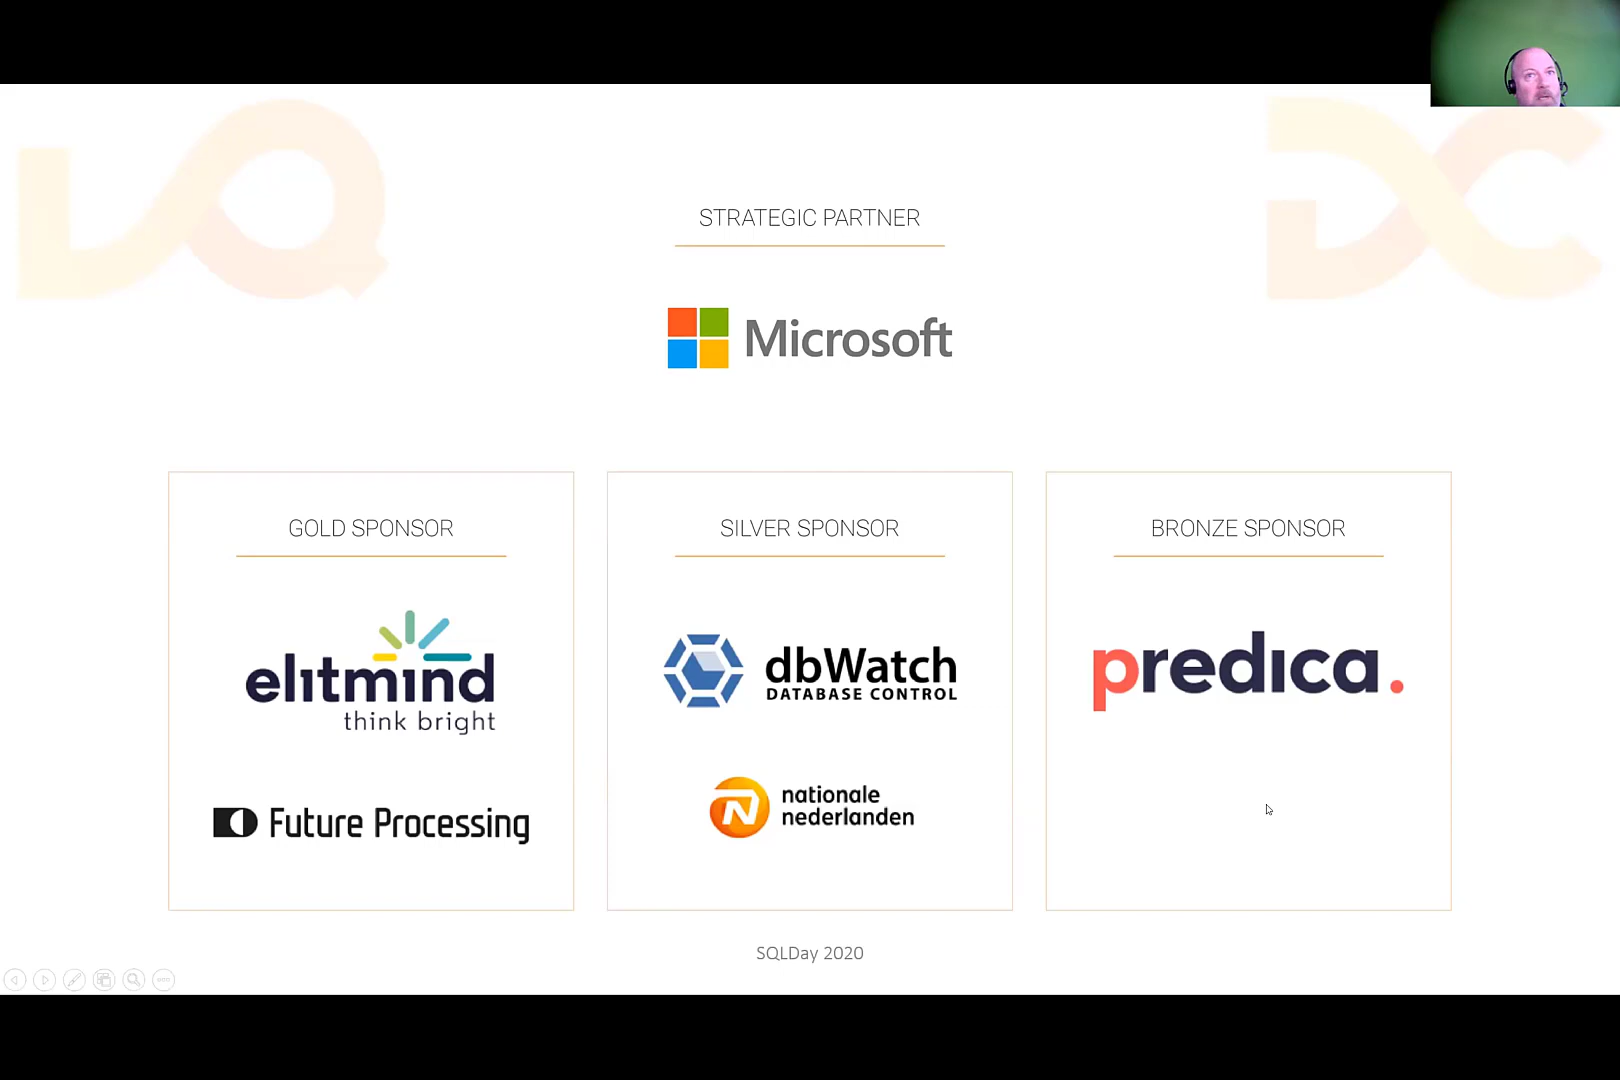 STRATEGIC PARTNER
Microsoft
GOLD SPONSOR
elitmind
think bright
Future Processing
SILVER SPONSOR
dbWatch
DATABASE CONTROL
nationale
nederlanden
BRONZE SPONSOR
predica.
SQLDay 2020